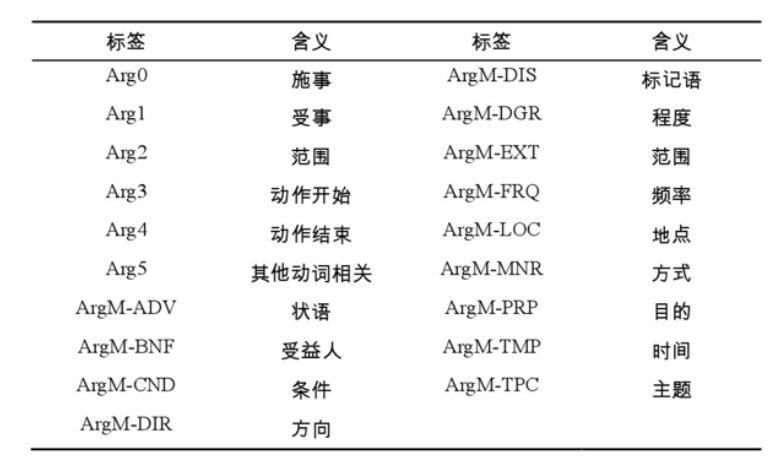 标签 含义 标签 含义
Arg0 施事 ArgM-DIS 标记语
Arg1 受事 ArgM-DGR 程度
Arg2 范围 ArgM-EXT 范围
Arg3 动作开始 ArgM-FRQ 频率
Arg4 动作结束 ArgM-LOC 地点
Arg5 其他动词相关 ArgM-MNR 方式
ArgM-ADV 状语 ArgM-PRP 目的
ArgM-BNF 受益人 ArgM-TMP 时间
ArgM-CND 条件 ArgM-TPC 主题
ArgM-DIR 方向